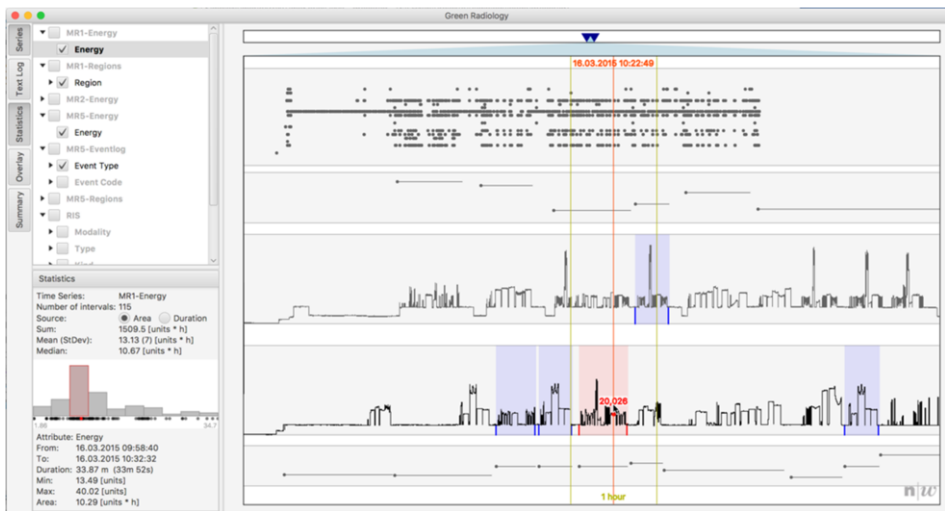 Green Radiology
Series
Text Log
Statistics
Overlay
Summary
MR1-Energy
Energy
MR1-Regions
Region
MR2-Energy
MR5-Energy
Energy
MR5-Eventlog
Event Type
Event Code
MR5-Regions
RIS
Modality
Type
Statistics
Time Series: MR1-Energy
Number of intervals: 115
Source: Area Duration
Sum: 1509.5 [units * h]
Mean (StDev): 13.13 (7) [units * h]
Median: 10.67 [units * h]
1.88 34.7
Attribute: Energy
From: 16.03.2015 09:58:40
To: 16.03.2015 10:32:32
Duration: 33.87 m (33m 52s)
Min: 13.49 [units]
Max: 40.02 [units]
Area: 10.29 [units * h]
16.03.2015 10:22:49
20,026
1 hour
n|w